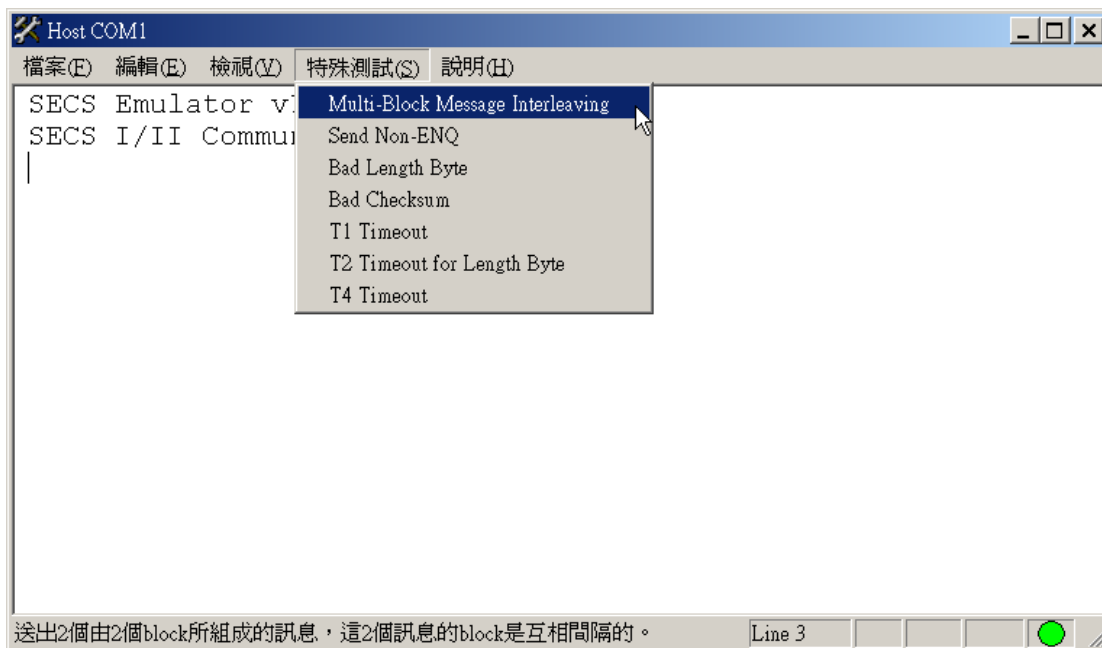 Host COM1
檔案(F) 編輯(E) 檢視(V) 特殊測試(S) 說明(H)
SECS Emulator
SECS I/II
Multi-Block Message Interleaving
Send Non-ENQ
Bad Length Byte
Bad Checksum
T1 Timeout
T2 Timeout for Length Byte
T4 Timeout
送出2個由2個block所組成的訊息，這2個訊息的block是互相間隔的。 Line 3